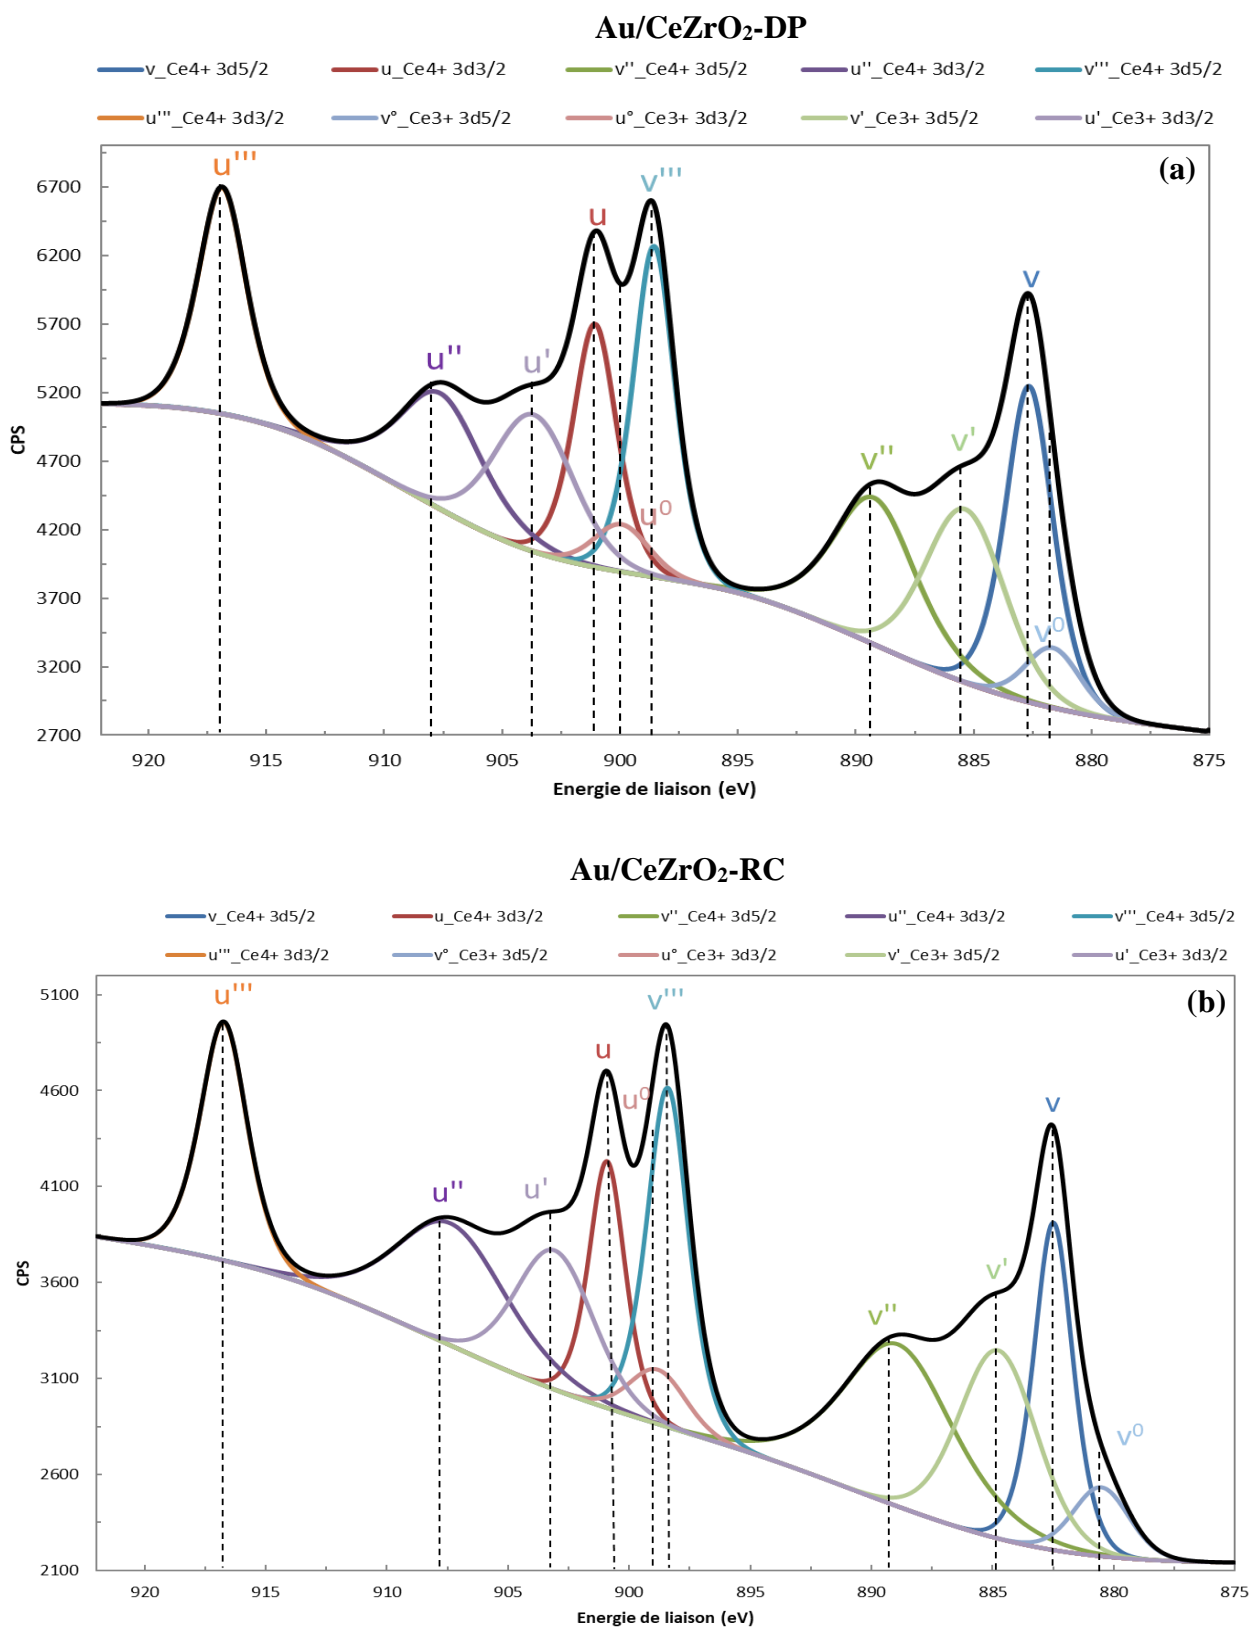 Au/CeZrO₂-DP
v_Ce4+ 3d5/2 u_Ce4+ 3d3/2 v''_Ce4+ 3d5/2 u''_Ce4+ 3d3/2 v'''_Ce4+ 3d5/2
u'''_Ce4+ 3d3/2 v°_Ce3+ 3d5/2 u°_Ce3+ 3d3/2 v'_Ce3+ 3d5/2 u'_Ce3+ 3d3/2
(a)
u'''
v'''
u
v
u''
u'
v''
v'
u⁰
v⁰
CPS
6700
6200
5700
5200
4700
4200
3700
3200
2700
920 915 910 905 900 895 890 885 880 875
Energie de liaison (eV)
Au/CeZrO₂-RC
v_Ce4+ 3d5/2 u_Ce4+ 3d3/2 v''_Ce4+ 3d5/2 u''_Ce4+ 3d3/2 v'''_Ce4+ 3d5/2
u'''_Ce4+ 3d3/2 v°_Ce3+ 3d5/2 u°_Ce3+ 3d3/2 v'_Ce3+ 3d5/2 u'_Ce3+ 3d3/2
(b)
u'''
v'''
u
u⁰
v
u''
u'
v'
v''
v⁰
CPS
5100
4600
4100
3600
3100
2600
2100
920 915 910 905 900 895 890 885 880 875
Energie de liaison (eV)